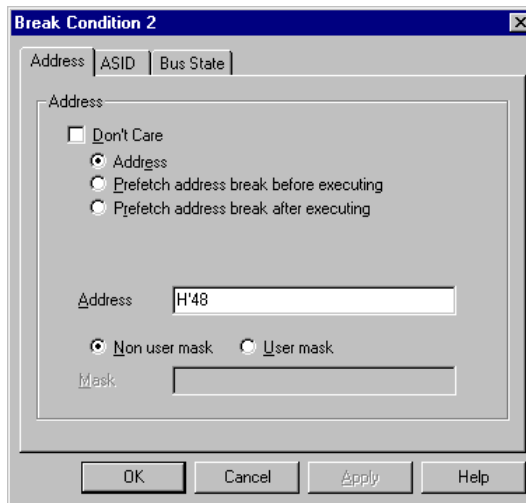 Break Condition 2
Address ASID Bus State
Address
Don't Care
Address
Prefetch address break before executing
Prefetch address break after executing
Address H'48
Non user mask User mask
Mask
OK Cancel Apply Help